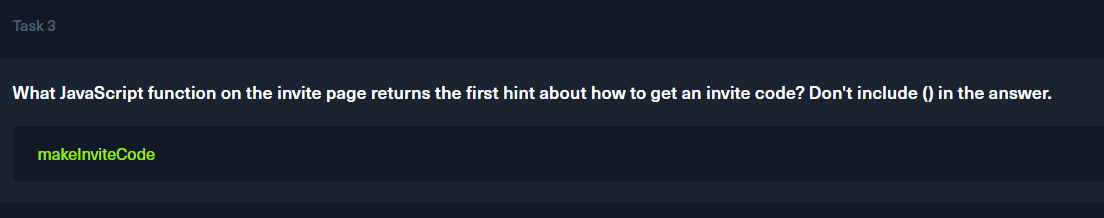 Task 3
What JavaScript function on the invite page returns the first hint about how to get an invite code? Don't include () in the answer.
makeInviteCode